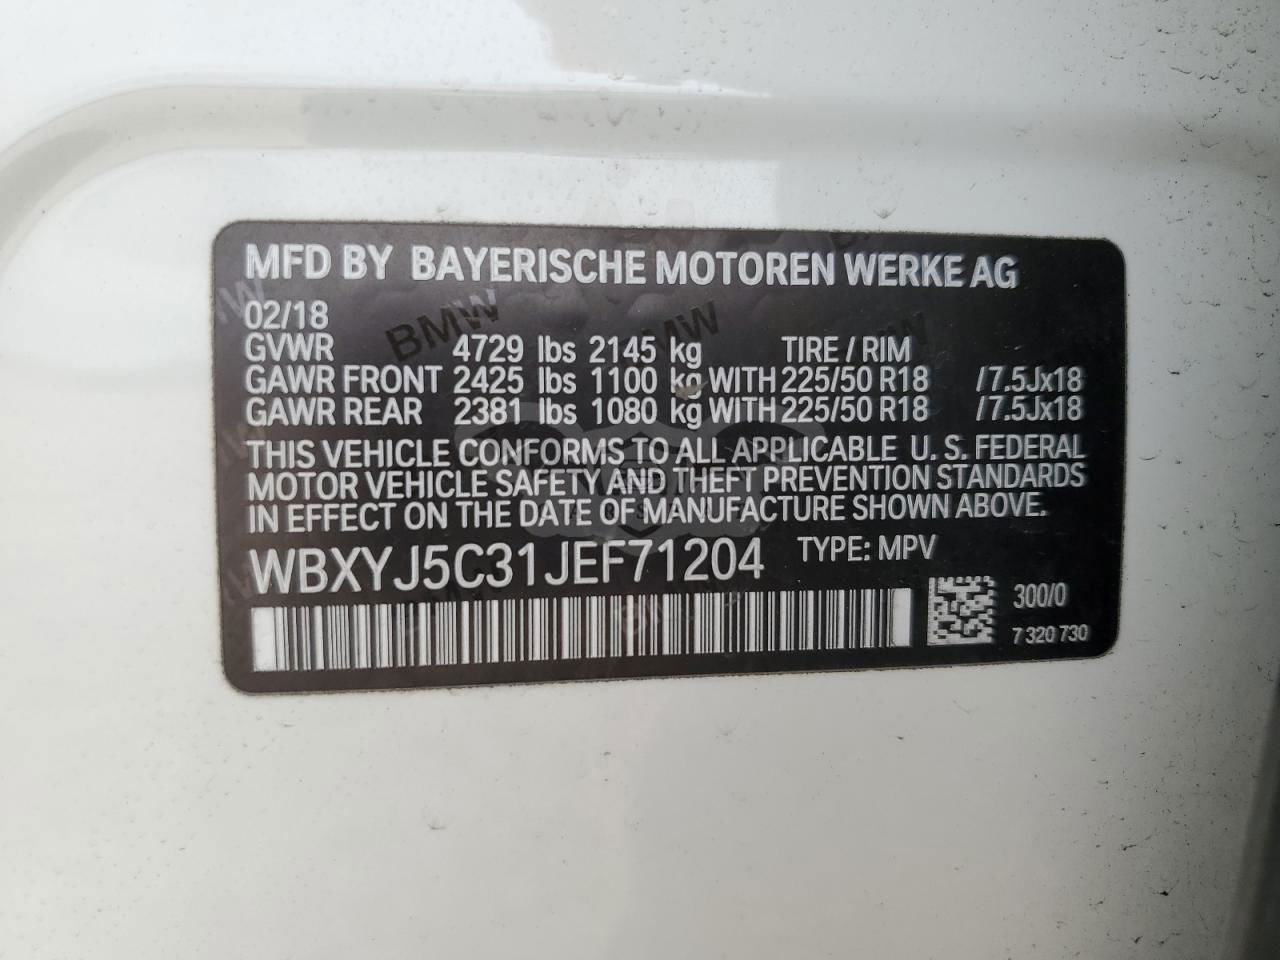 MFD BY BAYERISCHE MOTOREN WERKE AG
02/18
GVWR 4729 lbs 2145 kg TIRE / RIM
GAWR FRONT 2425 lbs 1100 kg WITH 225/50 R18 /7.5Jx18
GAWR REAR 2381 lbs 1080 kg WITH 225/50 R18 /7.5Jx18
THIS VEHICLE CONFORMS TO ALL APPLICABLE U. S. FEDERAL
MOTOR VEHICLE SAFETY AND THEFT PREVENTION STANDARDS
IN EFFECT ON THE DATE OF MANUFACTURE SHOWN ABOVE.
WBXYJ5C31JEF71204 TYPE: MPV
300/0
7 320 730